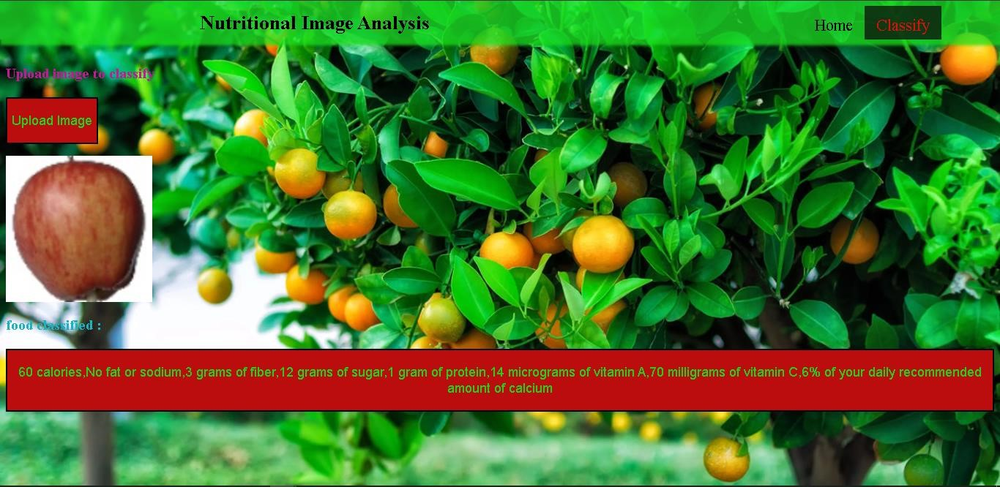 Nutritional Image Analysis
Home
Classify
Upload image to classify
Upload Image
food classified :
60 calories,No fat or sodium,3 grams of fiber,12 grams of sugar,1 gram of protein,14 micrograms of vitamin A,70 milligrams of vitamin C,6% of your daily recommended
amount of calcium